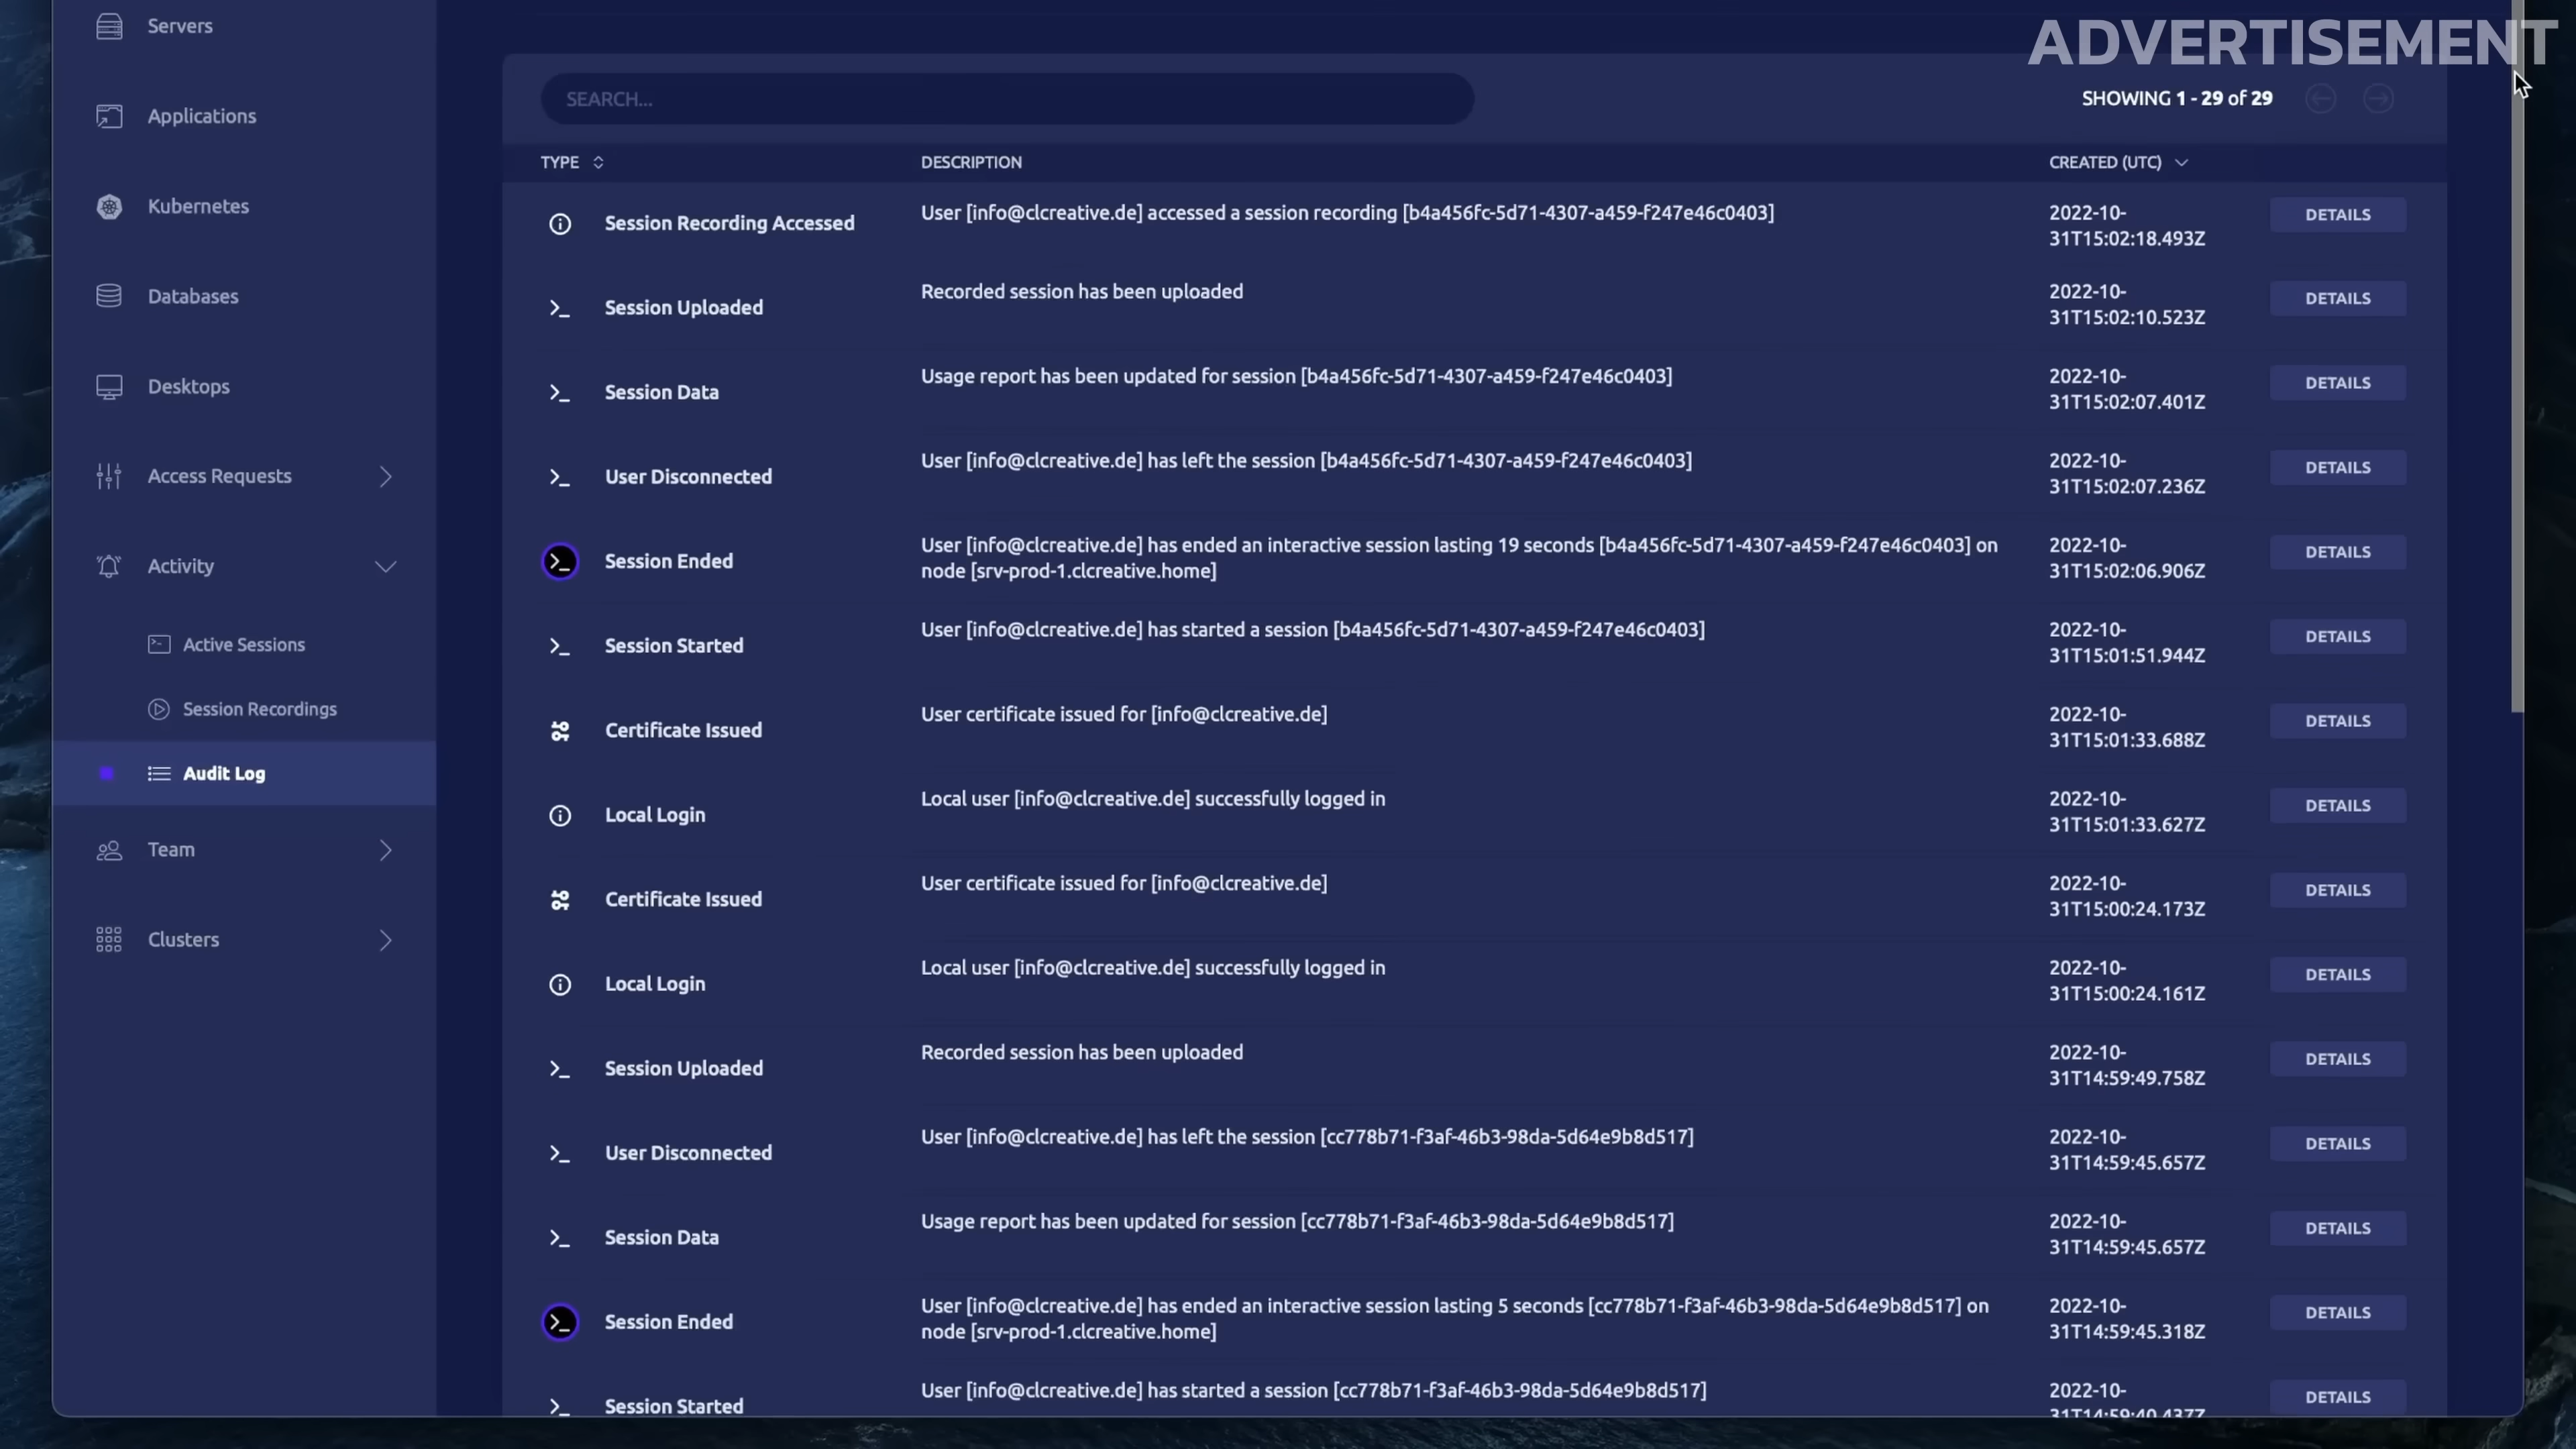 ADVERTISEMENT
Servers
Applications
Kubernetes
Databases
Desktops
Access Requests
Activity
Active Sessions
Session Recordings
Audit Log
Team
Clusters
SEARCH...
SHOWING 1 - 29 of 29
TYPE DESCRIPTION CREATED (UTC)
Session Recording Accessed
User [info@clcreative.de] accessed a session recording [b4a456fc-5d71-4307-a459-f247e46c0403]
2022-10-
31T15:02:18.493Z
DETAILS
Session Uploaded
Recorded session has been uploaded
2022-10-
31T15:02:10.523Z
DETAILS
Session Data
Usage report has been updated for session [b4a456fc-5d71-4307-a459-f247e46c0403]
2022-10-
31T15:02:07.401Z
DETAILS
User Disconnected
User [info@clcreative.de] has left the session [b4a456fc-5d71-4307-a459-f247e46c0403]
2022-10-
31T15:02:07.236Z
DETAILS
Session Ended
User [info@clcreative.de] has ended an interactive session lasting 19 seconds [b4a456fc-5d71-4307-a459-f247e46c0403] on
node [srv-prod-1.clcreative.home]
2022-10-
31T15:02:06.906Z
DETAILS
Session Started
User [info@clcreative.de] has started a session [b4a456fc-5d71-4307-a459-f247e46c0403]
2022-10-
31T15:01:51.944Z
DETAILS
Certificate Issued
User certificate issued for [info@clcreative.de]
2022-10-
31T15:01:33.688Z
DETAILS
Local Login
Local user [info@clcreative.de] successfully logged in
2022-10-
31T15:01:33.627Z
DETAILS
Certificate Issued
User certificate issued for [info@clcreative.de]
2022-10-
31T15:00:24.173Z
DETAILS
Local Login
Local user [info@clcreative.de] successfully logged in
2022-10-
31T15:00:24.161Z
DETAILS
Session Uploaded
Recorded session has been uploaded
2022-10-
31T14:59:49.758Z
DETAILS
User Disconnected
User [info@clcreative.de] has left the session [cc778b71-f3af-46b3-98da-5d64e9b8d517]
2022-10-
31T14:59:45.657Z
DETAILS
Session Data
Usage report has been updated for session [cc778b71-f3af-46b3-98da-5d64e9b8d517]
2022-10-
31T14:59:45.657Z
DETAILS
Session Ended
User [info@clcreative.de] has ended an interactive session lasting 5 seconds [cc778b71-f3af-46b3-98da-5d64e9b8d517] on
node [srv-prod-1.clcreative.home]
2022-10-
31T14:59:45.318Z
DETAILS
Session Started
User [info@clcreative.de] has started a session [cc778b71-f3af-46b3-98da-5d64e9b8d517]
2022-10-
31T14:59:40.437Z
DETAILS